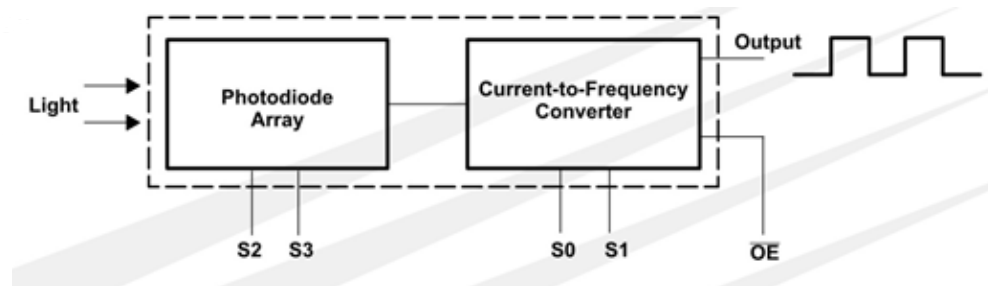 Output
Light
Photodiode
Array
Current-to-Frequency
Converter
S2
S3
S0
S1
OE